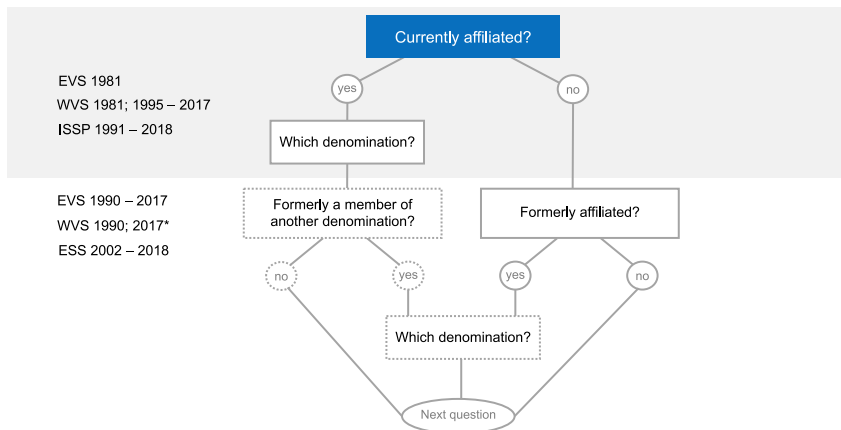 Currently affiliated?
EVS 1981
WVS 1981; 1995 – 2017
ISSP 1991 – 2018
yes
no
Which denomination?
EVS 1990 – 2017
WVS 1990; 2017*
ESS 2002 – 2018
Formerly a member of
another denomination?
Formerly affiliated?
no
yes
yes
no
Which denomination?
Next question